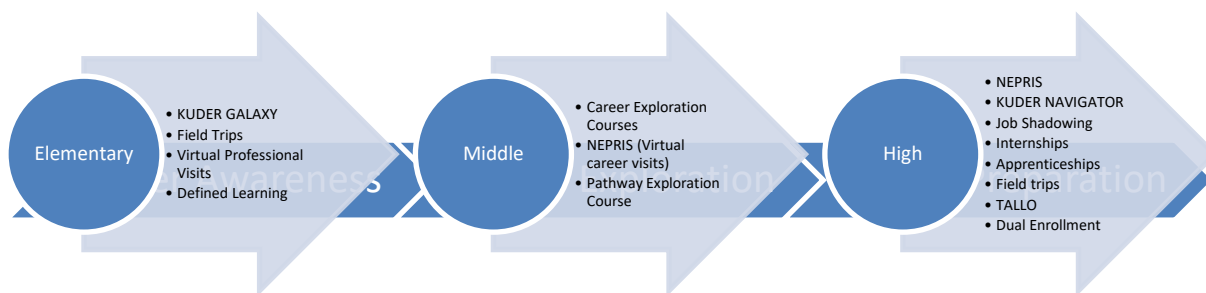 Elementary
• KUDER GALAXY
• Field Trips
• Virtual Professional
Visits
• Defined Learning
Awareness
Middle
• Career Exploration
Courses
• NEPRIS (Virtual
career visits)
• Pathway Exploration
Course
Exploration
High
• NEPRIS
• KUDER NAVIGATOR
• Job Shadowing
• Internships
• Apprenticeships
• Field trips
• TALLO
• Dual Enrollment